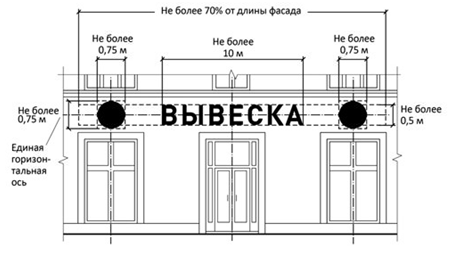 Не более 70% от длины фасада
Не более
0,75 м
Не более
10 м
Не более
0,75 м
Не более
0,75 м
ВЫВЕСКА
Не более
0,5 м
Единая
горизон-
тальная
ось